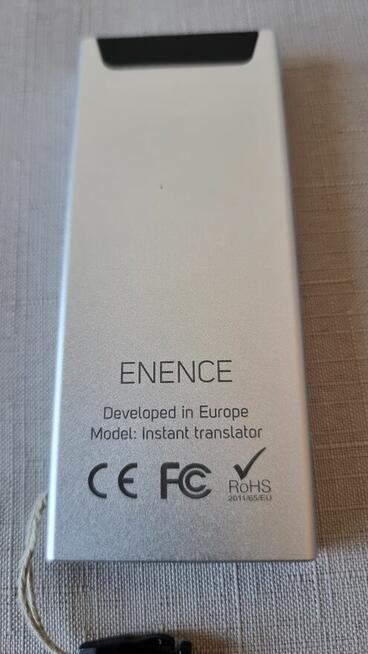 ENENCE
Developed in Europe
Model: Instant translator
CE FC RoHS
2011/65/EU